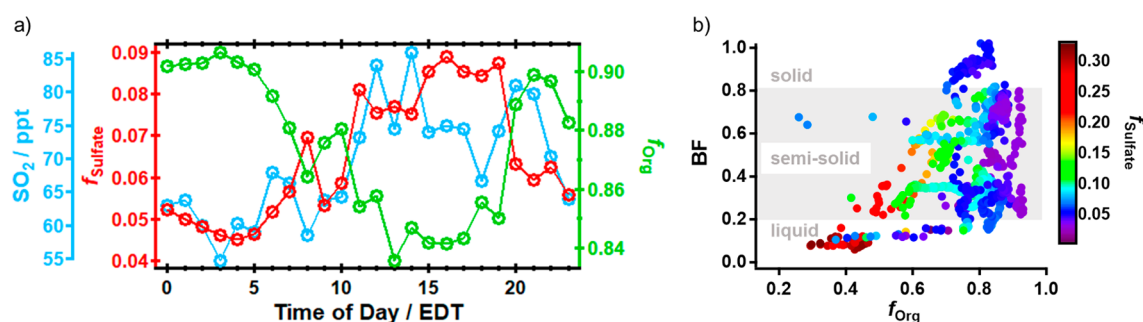 a)
SO2 / ppt
85
80
75
70
65
60
55
fSulfate
0.09
0.08
0.07
0.06
0.05
0.04
0.90
0.88
0.86
0.84
fOrg
0 5 10 15 20
Time of Day / EDT
b)
BF
1.0
0.8
0.6
0.4
0.2
0.0
solid
semi-solid
liquid
0.2 0.4 0.6 0.8 1.0
fOrg
0.30
0.25
0.20
0.15
0.10
0.05
fSulfate